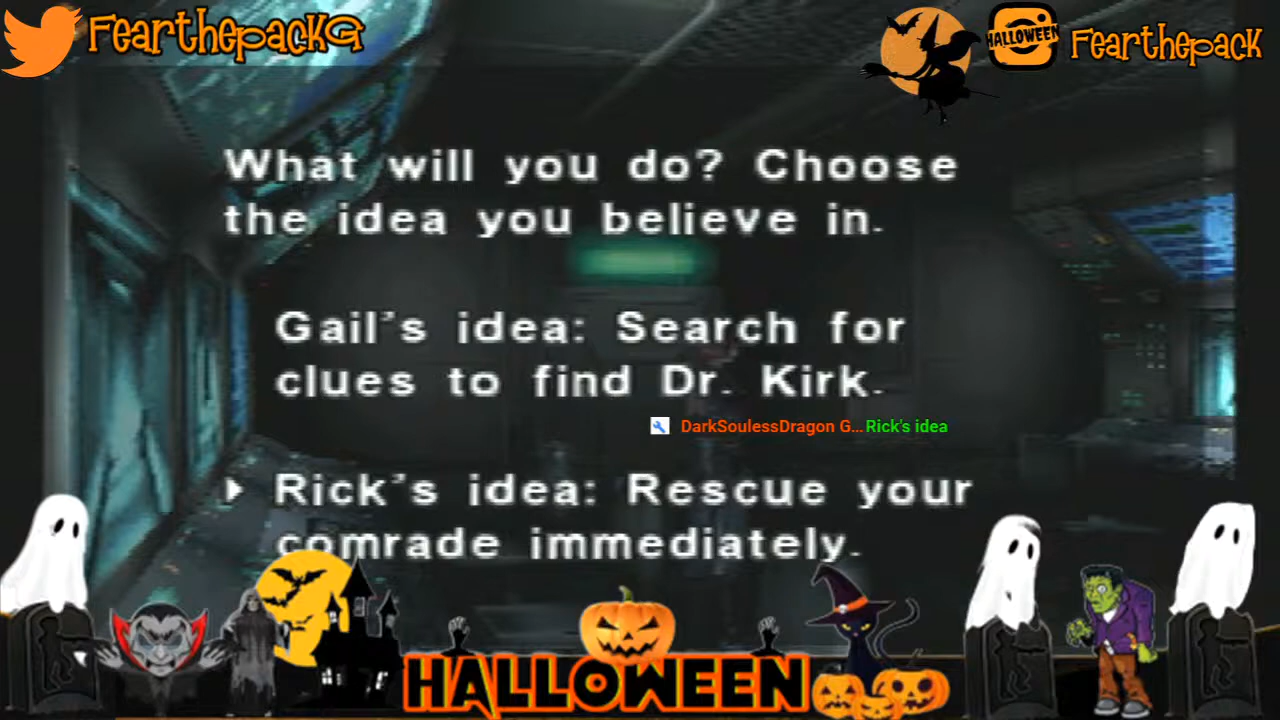 FearthepackG
HALLOWEEN
Fearthepack
What will you do? Choose
the idea you believe in.
Gail's idea: Search for
clues to find Dr. Kirk.
DarkSoulessDragon G... Rick's idea
Rick's idea: Rescue your
comrade immediately.
HALLOWEEN